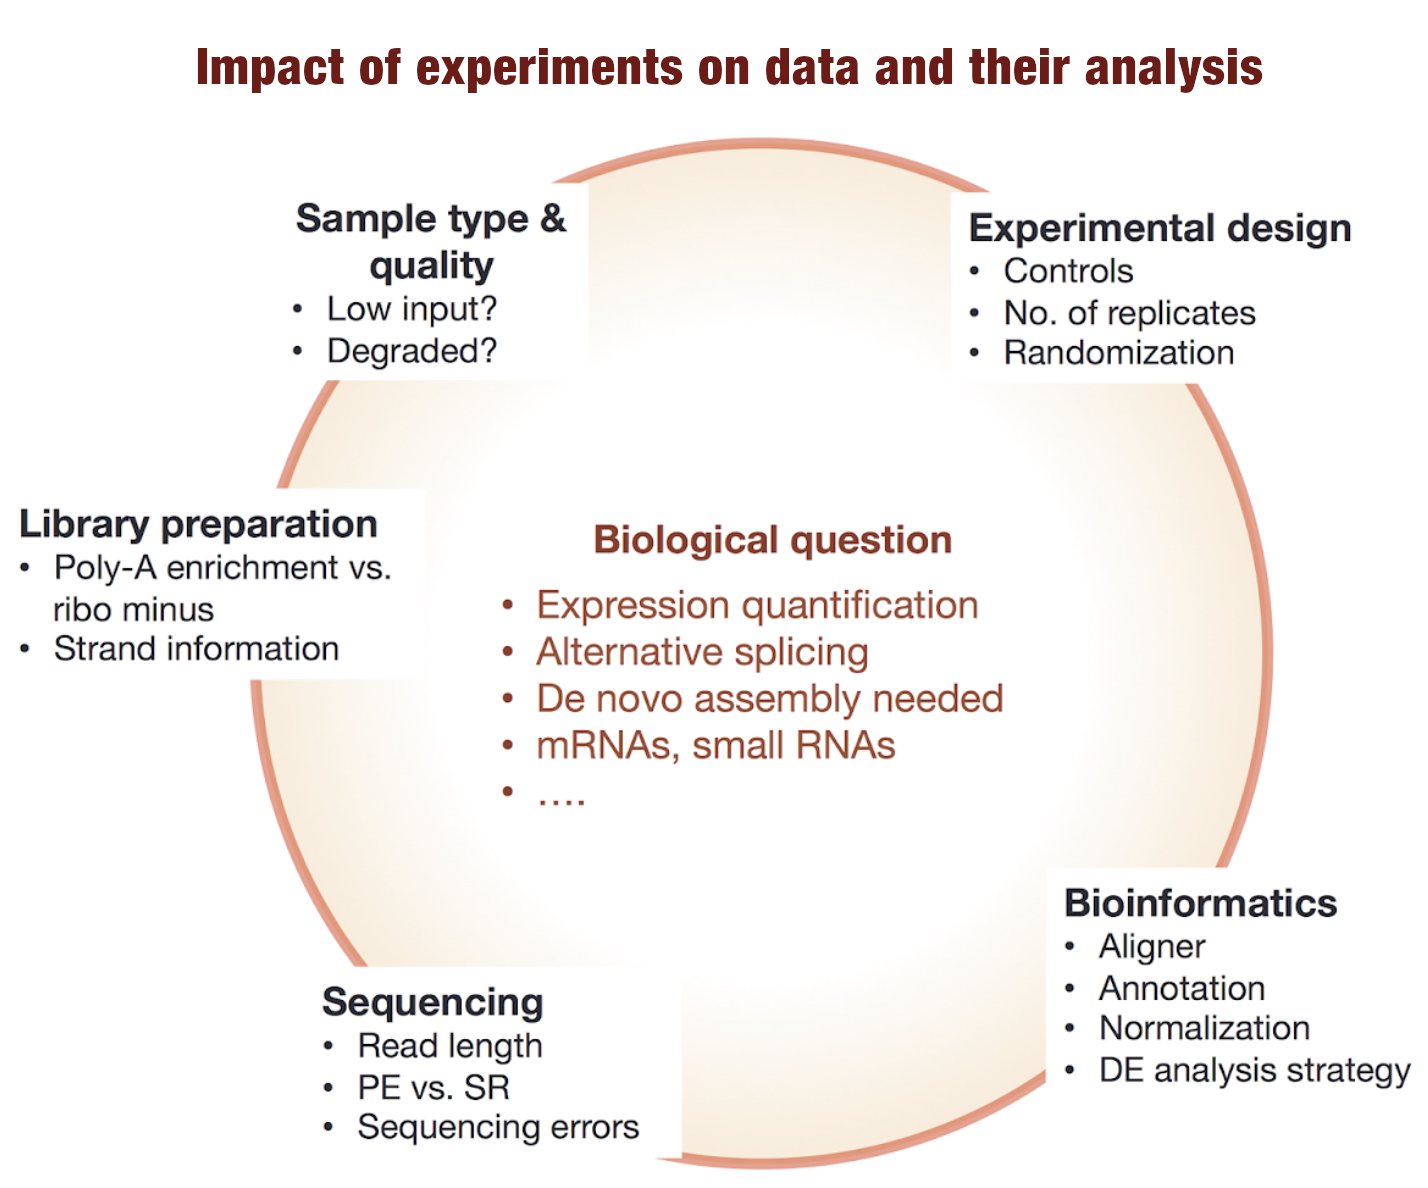 Impact of experiments on data and their analysis
Sample type &
quality
• Low input?
• Degraded?
Experimental design
• Controls
• No. of replicates
• Randomization
Library preparation
• Poly-A enrichment vs.
ribo minus
• Strand information
Biological question
• Expression quantification
• Alternative splicing
• De novo assembly needed
• mRNAs, small RNAs
• ....
Bioinformatics
• Aligner
• Annotation
• Normalization
• DE analysis strategy
Sequencing
• Read length
• PE vs. SR
• Sequencing errors